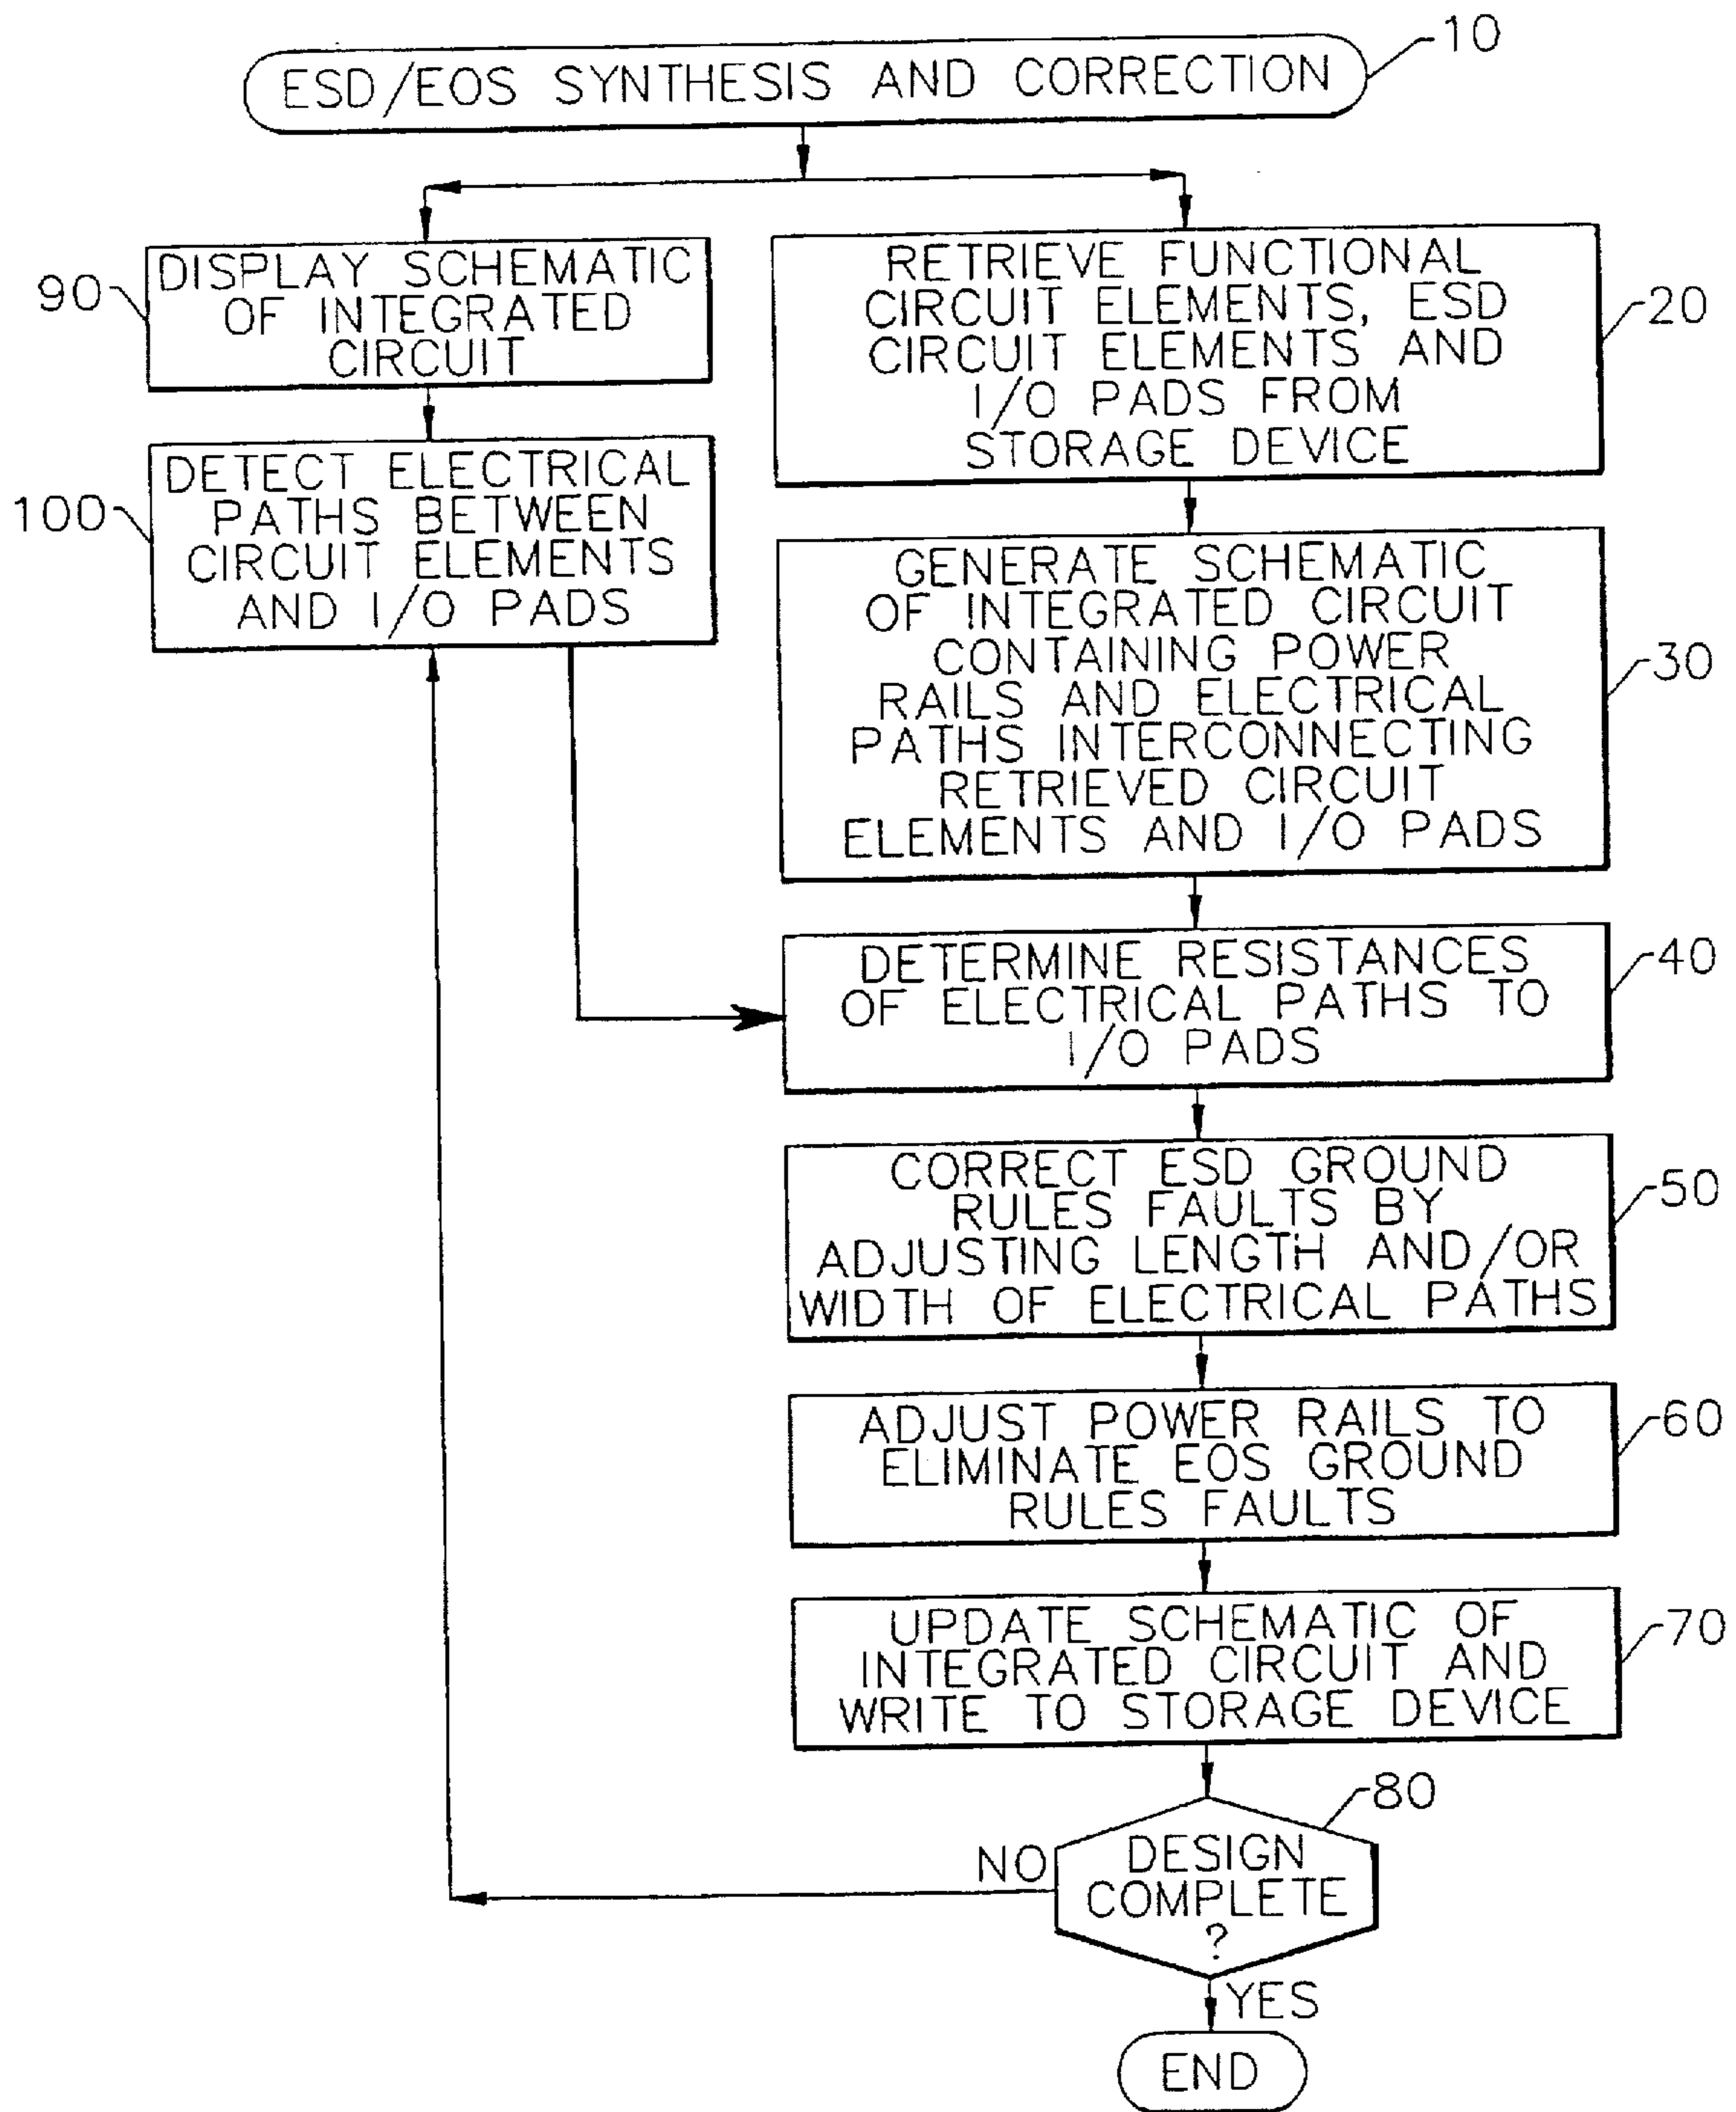 10
ESD/EOS SYNTHESIS AND CORRECTION
90
DISPLAY SCHEMATIC
OF INTEGRATED
CIRCUIT
100
DETECT ELECTRICAL
PATHS BETWEEN
CIRCUIT ELEMENTS
AND I/O PADS
20
RETRIEVE FUNCTIONAL
CIRCUIT ELEMENTS, ESD
CIRCUIT ELEMENTS, AND
I/O PADS FROM
STORAGE DEVICE
30
GENERATE SCHEMATIC
OF INTEGRATED CIRCUIT
CONTAINING POWER
RAILS AND ELECTRICAL
PATHS INTERCONNECTING
RETRIEVED CIRCUIT
ELEMENTS AND I/O PADS
40
DETERMINE RESISTANCES
OF ELECTRICAL PATHS TO
I/O PADS
50
CORRECT ESD GROUND
RULES FAULTS BY
ADJUSTING LENGTH AND/OR
WIDTH OF ELECTRICAL PATHS
60
ADJUST POWER RAILS TO
ELIMINATE EOS GROUND
RULES FAULTS
70
UPDATE SCHEMATIC OF
INTEGRATED CIRCUIT AND
WRITE TO STORAGE DEVICE
80
NO
DESIGN
COMPLETE
?
YES
END